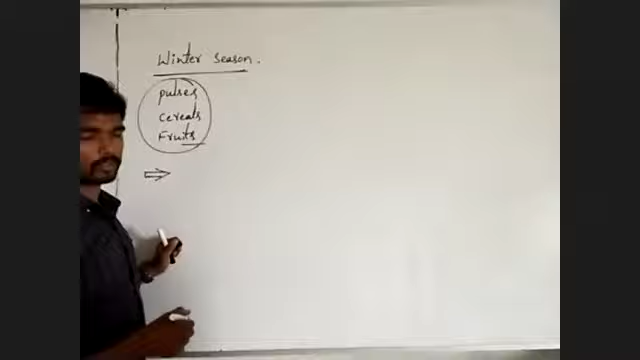 Winter season.
pulses
cereals
Fruits
⇒